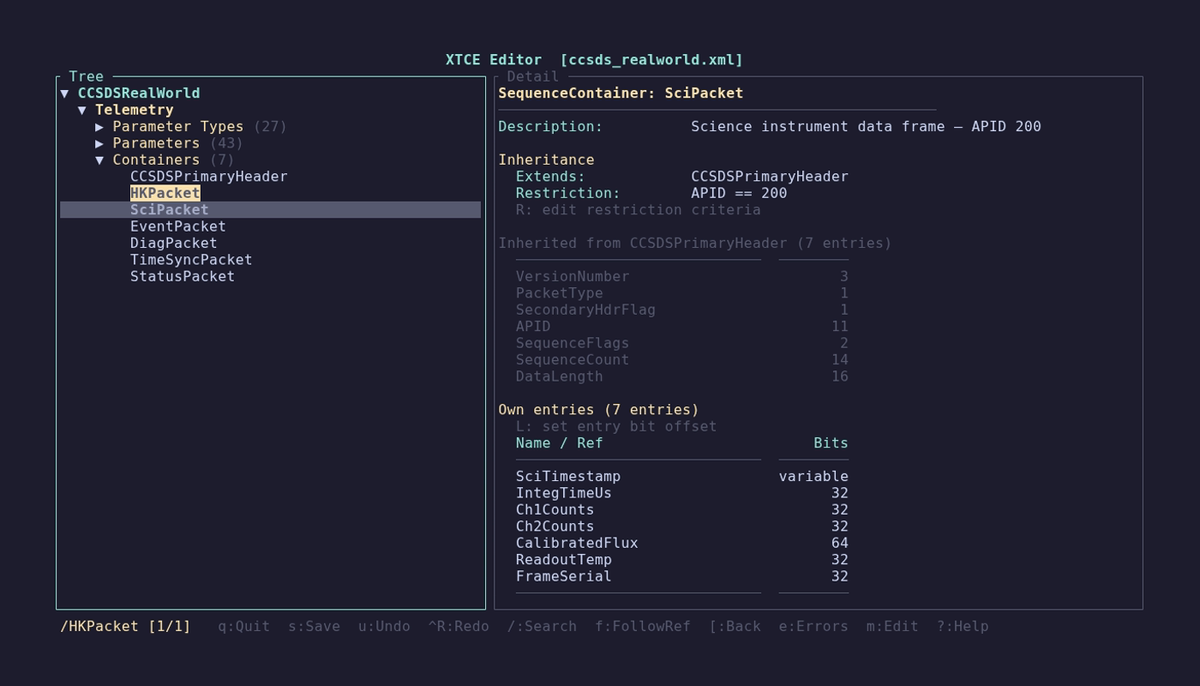 XTCE Editor  [ccsds_realworld.xml]
Tree
▼ CCSDSRealWorld
▼ Telemetry
▶ Parameter Types (27)
▶ Parameters (43)
▼ Containers (7)
CCSDSPrimaryHeader
HKPacket
SciPacket
EventPacket
DiagPacket
TimeSyncPacket
StatusPacket
Detail
SequenceContainer: SciPacket
Description: Science instrument data frame — APID 200
Inheritance
Extends: CCSDSPrimaryHeader
Restriction: APID == 200
R: edit restriction criteria
Inherited from CCSDSPrimaryHeader (7 entries)
VersionNumber 3
PacketType 1
SecondaryHdrFlag 1
APID 11
SequenceFlags 2
SequenceCount 14
DataLength 16
Own entries (7 entries)
L: set entry bit offset
Name / Ref Bits
SciTimestamp variable
IntegTimeUs 32
Ch1Counts 32
Ch2Counts 32
CalibratedFlux 64
ReadoutTemp 32
FrameSerial 32
/HKPacket [1/1] q:Quit s:Save u:Undo ^R:Redo /:Search f:FollowRef [:Back e:Errors m:Edit ?:Help